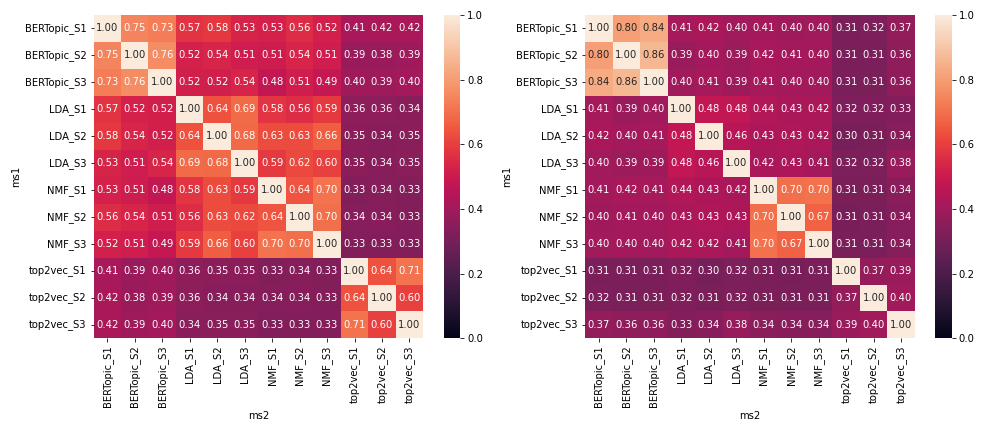 BERTopic_S1 1.00 0.75 0.73 0.57 0.58 0.53 0.53 0.56 0.52 0.41 0.42 0.42
BERTopic_S2 0.75 1.00 0.76 0.52 0.54 0.51 0.51 0.54 0.51 0.39 0.38 0.39
BERTopic_S3 0.73 0.76 1.00 0.52 0.52 0.54 0.48 0.51 0.49 0.40 0.39 0.40
LDA_S1 0.57 0.52 0.52 1.00 0.64 0.69 0.58 0.56 0.59 0.36 0.36 0.34
LDA_S2 0.58 0.54 0.52 0.64 1.00 0.68 0.63 0.63 0.66 0.35 0.34 0.35
LDA_S3 0.53 0.51 0.54 0.69 0.68 1.00 0.59 0.62 0.60 0.35 0.34 0.35
NMF_S1 0.53 0.51 0.48 0.58 0.63 0.59 1.00 0.64 0.70 0.33 0.34 0.33
NMF_S2 0.56 0.54 0.51 0.56 0.63 0.62 0.64 1.00 0.70 0.34 0.34 0.33
NMF_S3 0.52 0.51 0.49 0.59 0.66 0.60 0.70 0.70 1.00 0.33 0.33 0.33
top2vec_S1 0.41 0.39 0.40 0.36 0.35 0.35 0.33 0.34 0.33 1.00 0.64 0.71
top2vec_S2 0.42 0.38 0.39 0.36 0.34 0.34 0.34 0.34 0.33 0.64 1.00 0.60
top2vec_S3 0.42 0.39 0.40 0.34 0.35 0.35 0.33 0.33 0.33 0.71 0.60 1.00
ms1
BERTopic_S1 BERTopic_S2 BERTopic_S3 LDA_S1 LDA_S2 LDA_S3 NMF_S1 NMF_S2 NMF_S3 top2vec_S1 top2vec_S2 top2vec_S3
ms2
1.0
0.8
0.6
0.4
0.2
0.0
BERTopic_S1 1.00 0.80 0.84 0.41 0.42 0.40 0.41 0.40 0.40 0.31 0.32 0.37
BERTopic_S2 0.80 1.00 0.86 0.39 0.40 0.39 0.42 0.41 0.40 0.31 0.31 0.36
BERTopic_S3 0.84 0.86 1.00 0.40 0.41 0.39 0.41 0.40 0.40 0.31 0.31 0.36
LDA_S1 0.41 0.39 0.40 1.00 0.48 0.48 0.44 0.43 0.42 0.32 0.32 0.33
LDA_S2 0.42 0.40 0.41 0.48 1.00 0.46 0.43 0.43 0.42 0.30 0.31 0.34
LDA_S3 0.40 0.39 0.39 0.48 0.46 1.00 0.42 0.43 0.41 0.32 0.32 0.38
NMF_S1 0.41 0.42 0.41 0.44 0.43 0.42 1.00 0.70 0.70 0.31 0.31 0.34
NMF_S2 0.40 0.41 0.40 0.43 0.43 0.43 0.70 1.00 0.67 0.31 0.31 0.34
NMF_S3 0.40 0.40 0.40 0.42 0.42 0.41 0.70 0.67 1.00 0.31 0.31 0.34
top2vec_S1 0.31 0.31 0.31 0.32 0.30 0.32 0.31 0.31 0.31 1.00 0.37 0.39
top2vec_S2 0.32 0.31 0.31 0.32 0.31 0.32 0.31 0.31 0.31 0.37 1.00 0.40
top2vec_S3 0.37 0.36 0.36 0.33 0.34 0.38 0.34 0.34 0.34 0.39 0.40 1.00
ms1
BERTopic_S1 BERTopic_S2 BERTopic_S3 LDA_S1 LDA_S2 LDA_S3 NMF_S1 NMF_S2 NMF_S3 top2vec_S1 top2vec_S2 top2vec_S3
ms2
1.0
0.8
0.6
0.4
0.2
0.0